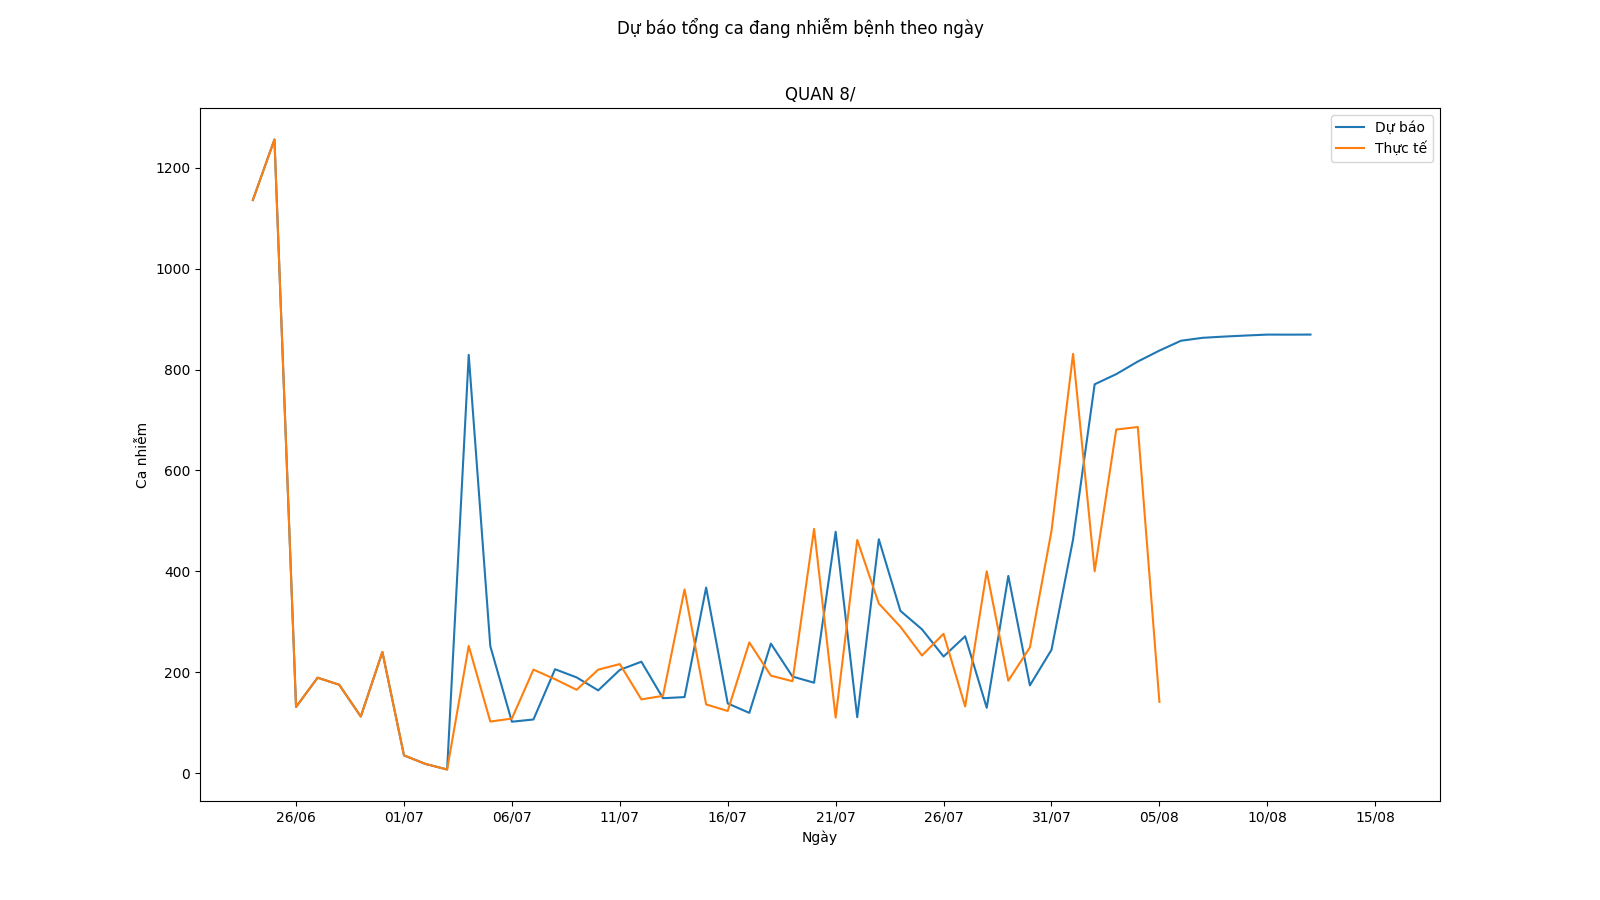 Dự báo tổng ca đang nhiễm bệnh theo ngày
QUAN 8/
Dự báo
Thực tế
1200
1000
800
600
400
200
0
Ca nhiễm
26/06 01/07 06/07 11/07 16/07 21/07 26/07 31/07 05/08 10/08 15/08
Ngày